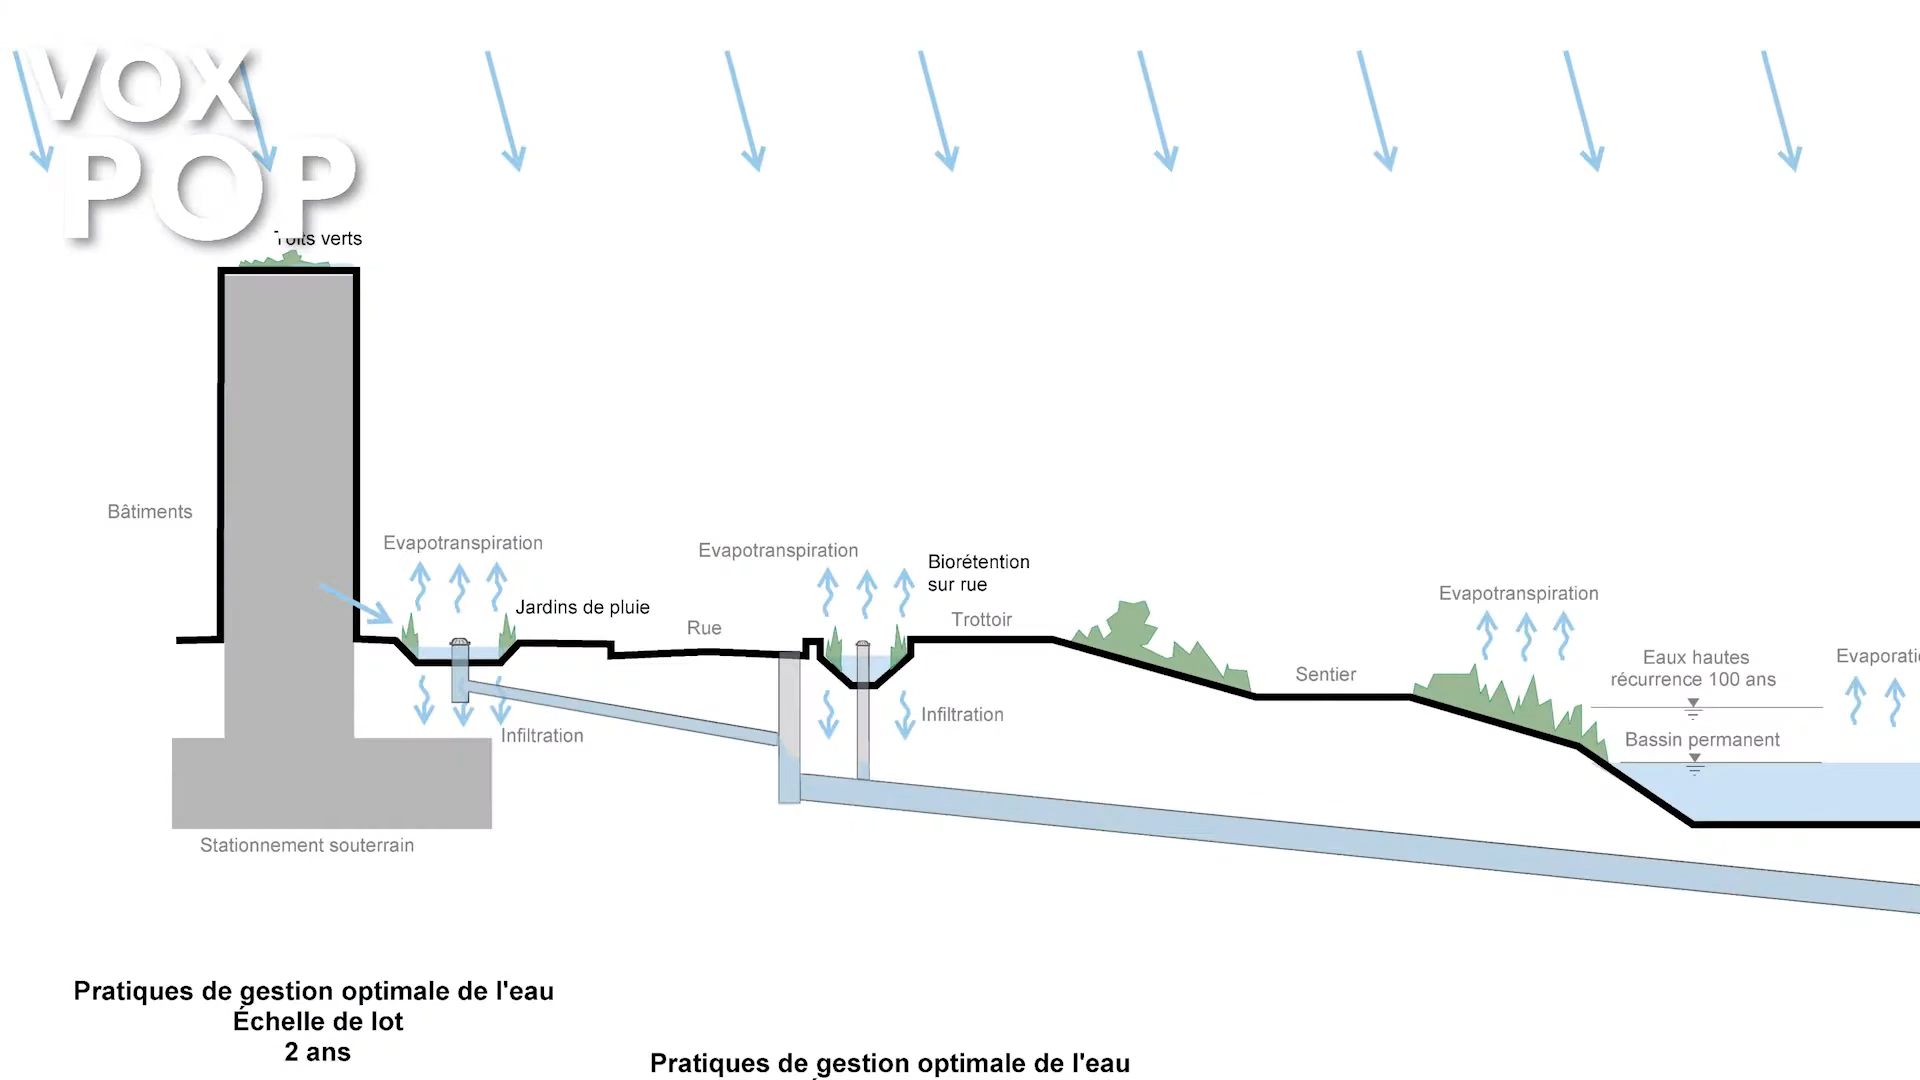 VOX
POP
Toits verts
Bâtiments
Evapotranspiration
Jardins de pluie
Infiltration
Stationnement souterrain
Rue
Evapotranspiration
Biorétention
sur rue
Trottoir
Infiltration
Sentier
Evapotranspiration
Eaux hautes
récurrence 100 ans
Bassin permanent
Pratiques de gestion optimale de l'eau
Échelle de lot
2 ans
Pratiques de gestion optimale de l'eau